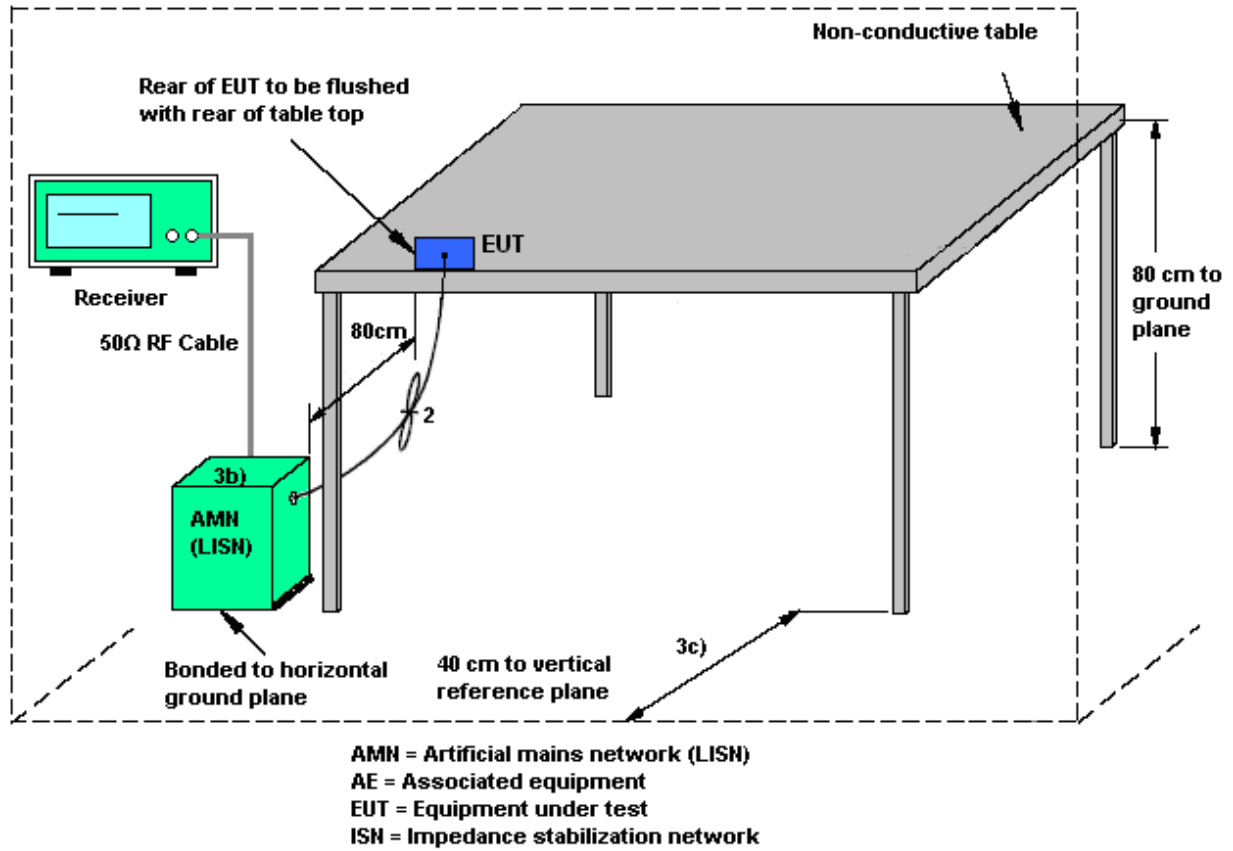 Non-conductive table
Rear of EUT to be flushed
with rear of table top
EUT
Receiver
80cm
80 cm to
ground
plane
50Ω RF Cable
2
3b)
AMN
(LISN)
3c)
Bonded to horizontal
ground plane
40 cm to vertical
reference plane
AMN = Artificial mains network (LISN)
AE = Associated equipment
EUT = Equipment under test
ISN = Impedance stabilization network